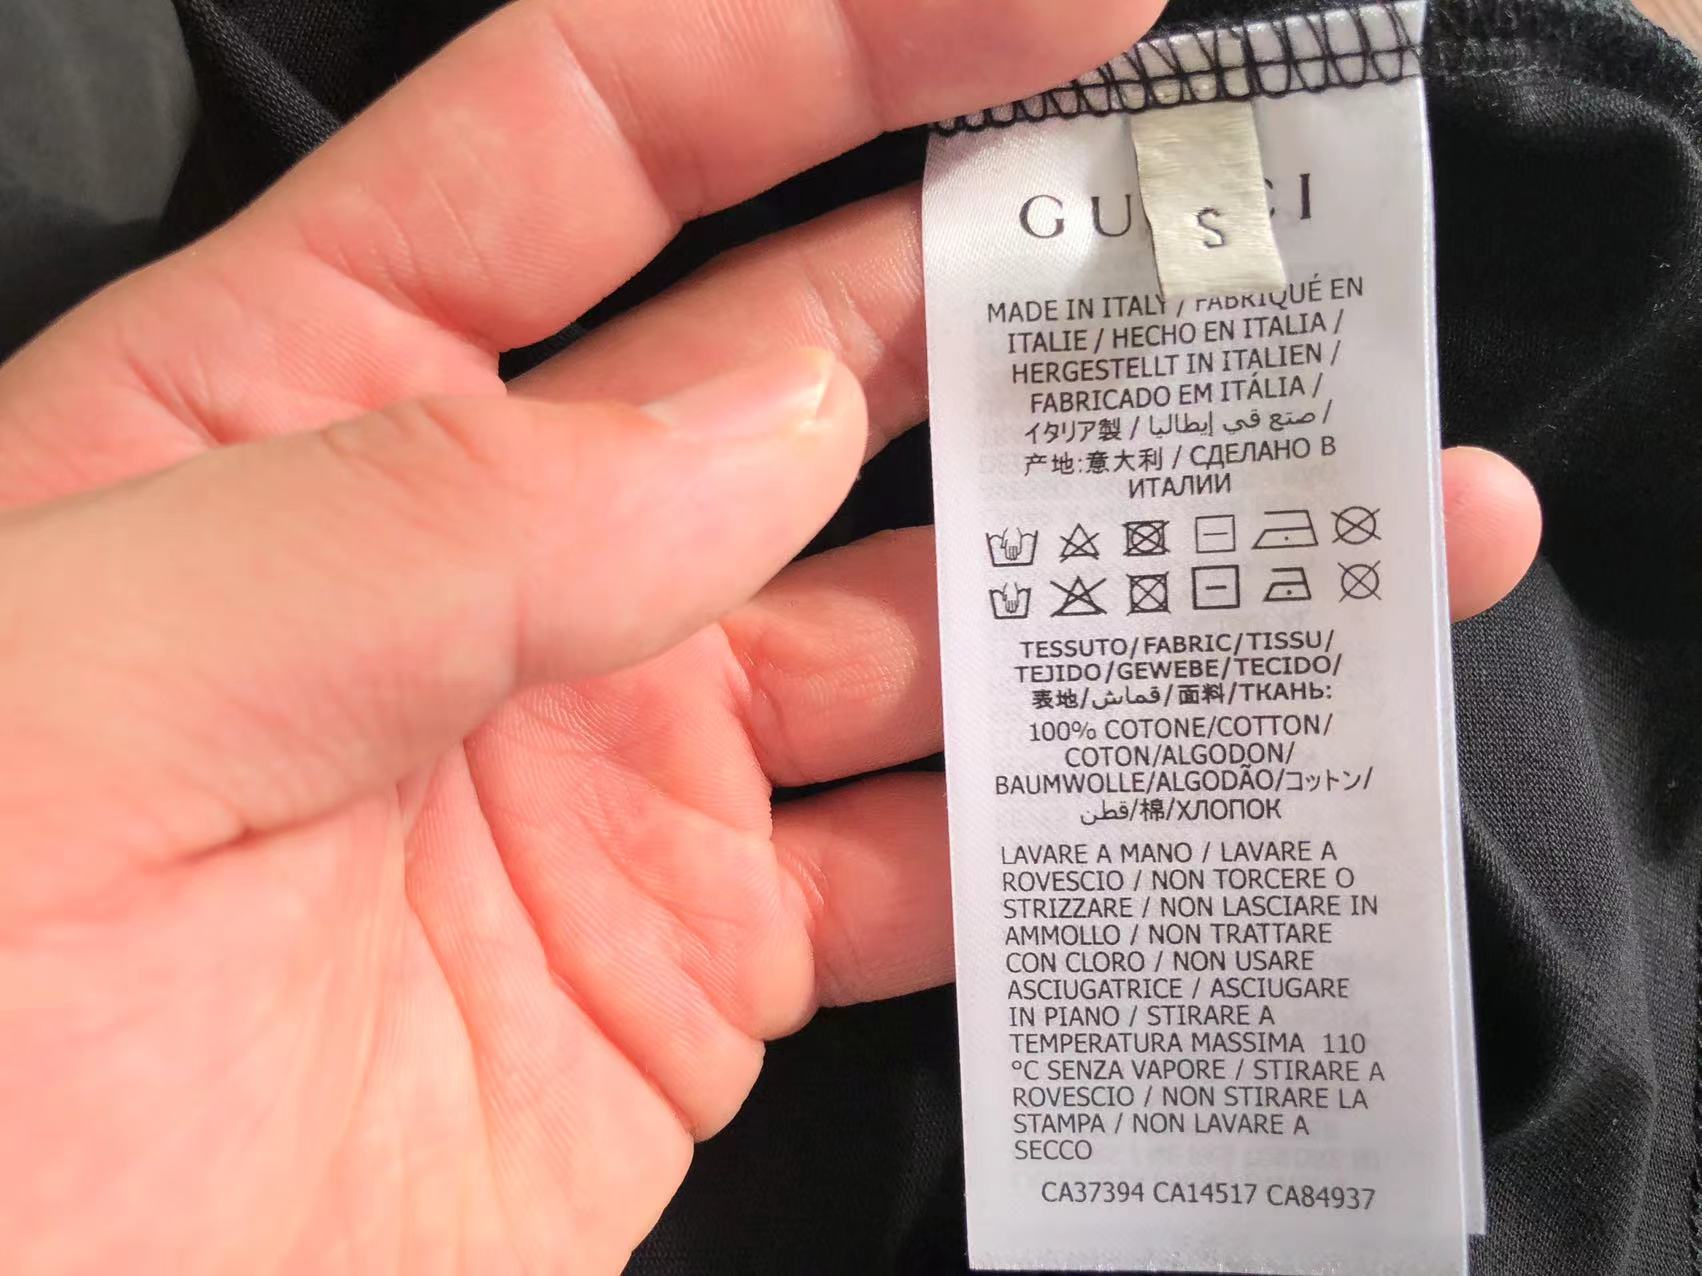 GU CI
S
MADE IN ITALY / FABRIQUÉ EN
ITALIE / HECHO EN ITALIA /
HERGESTELLT IN ITALIEN /
FABRICADO EM ITÁLIA /
イタリア製 / صنع في إيطاليا /
产地:意大利 / СДЕЛАНО В
ИТАЛИИ
TESSUTO/FABRIC/TISSU/
TEJIDO/GEWEBE/TECIDO/
表地/قماش/面料/ТКАНЬ:
100% COTONE/COTTON/
COTON/ALGODON/
BAUMWOLLE/ALGODÃO/コットン/
قطن/棉/ХЛОПОК
LAVARE A MANO / LAVARE A
ROVESCIO / NON TORCERE O
STRIZZARE / NON LASCIARE IN
AMMOLLO / NON TRATTARE
CON CLORO / NON USARE
ASCIUGATRICE / ASCIUGARE
IN PIANO / STIRARE A
TEMPERATURA MASSIMA 110
°C SENZA VAPORE / STIRARE A
ROVESCIO / NON STIRARE LA
STAMPA / NON LAVARE A
SECCO
CA37394 CA14517 CA84937